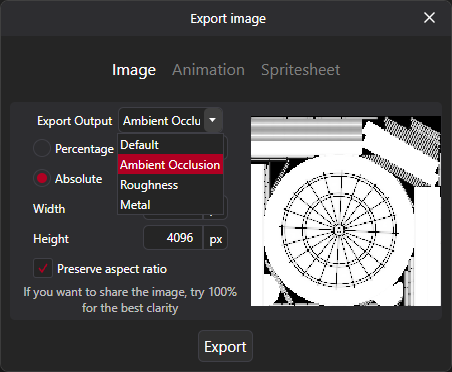 Export image
Image Animation Spritesheet
Export Output Ambient Occlu
Default
Percentage
Ambient Occlusion
Absolute
Roughness
Metal
Width
Height 4096 px
Preserve aspect ratio
If you want to share the image, try 100%
for the best clarity
Export